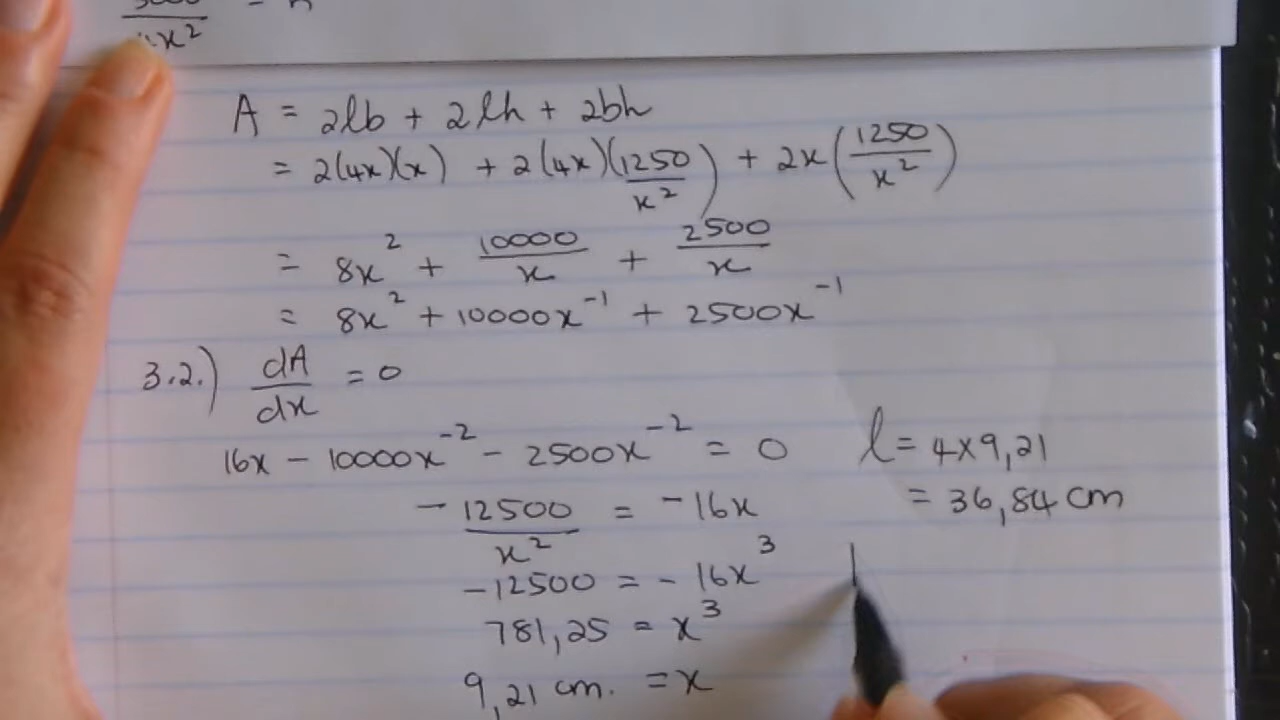 x²
A = 2lb + 2lh + 2bh
= 2(4x)(x) + 2(4x)(1250/x²) + 2x(1250/x²)
= 8x² + 10000/x + 2500/x
= 8x² + 10000x⁻¹ + 2500x⁻¹
3.2.) dA/dx = 0
16x - 10000x⁻² - 2500x⁻² = 0
-12500/x² = -16x
-12500 = -16x³
781,25 = x³
9,21 cm. = x
l = 4x9,21
= 36,84 cm